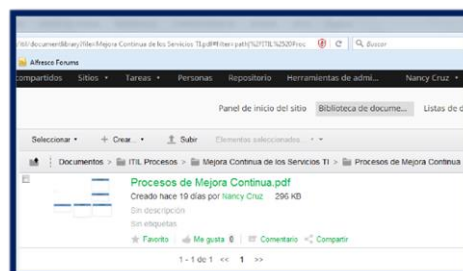 /itil/documentlibrary?file=Mejora Continua de los Servicios TI.pdf#filter=path|%2FITIL%2520Proc
Buscar
Alfresco Forums
compartidos Sitios Tareas Personas Repositorio Herramientas de admi... Nancy Cruz
Panel de inicio del sitio Biblioteca de docume... Listas de d
Seleccionar + Crear... Subir Elementos seleccionados...
Documentos > ITIL Procesos > Mejora Continua de los Servicios TI > Procesos de Mejora Continua
Procesos de Mejora Continua.pdf
Creado hace 19 días por Nancy Cruz 296 KB
Sin descripción
Sin etiquetas
Favorito Me gusta 0 Comentario Compartir
1 - 1 de 1 << 1 >>